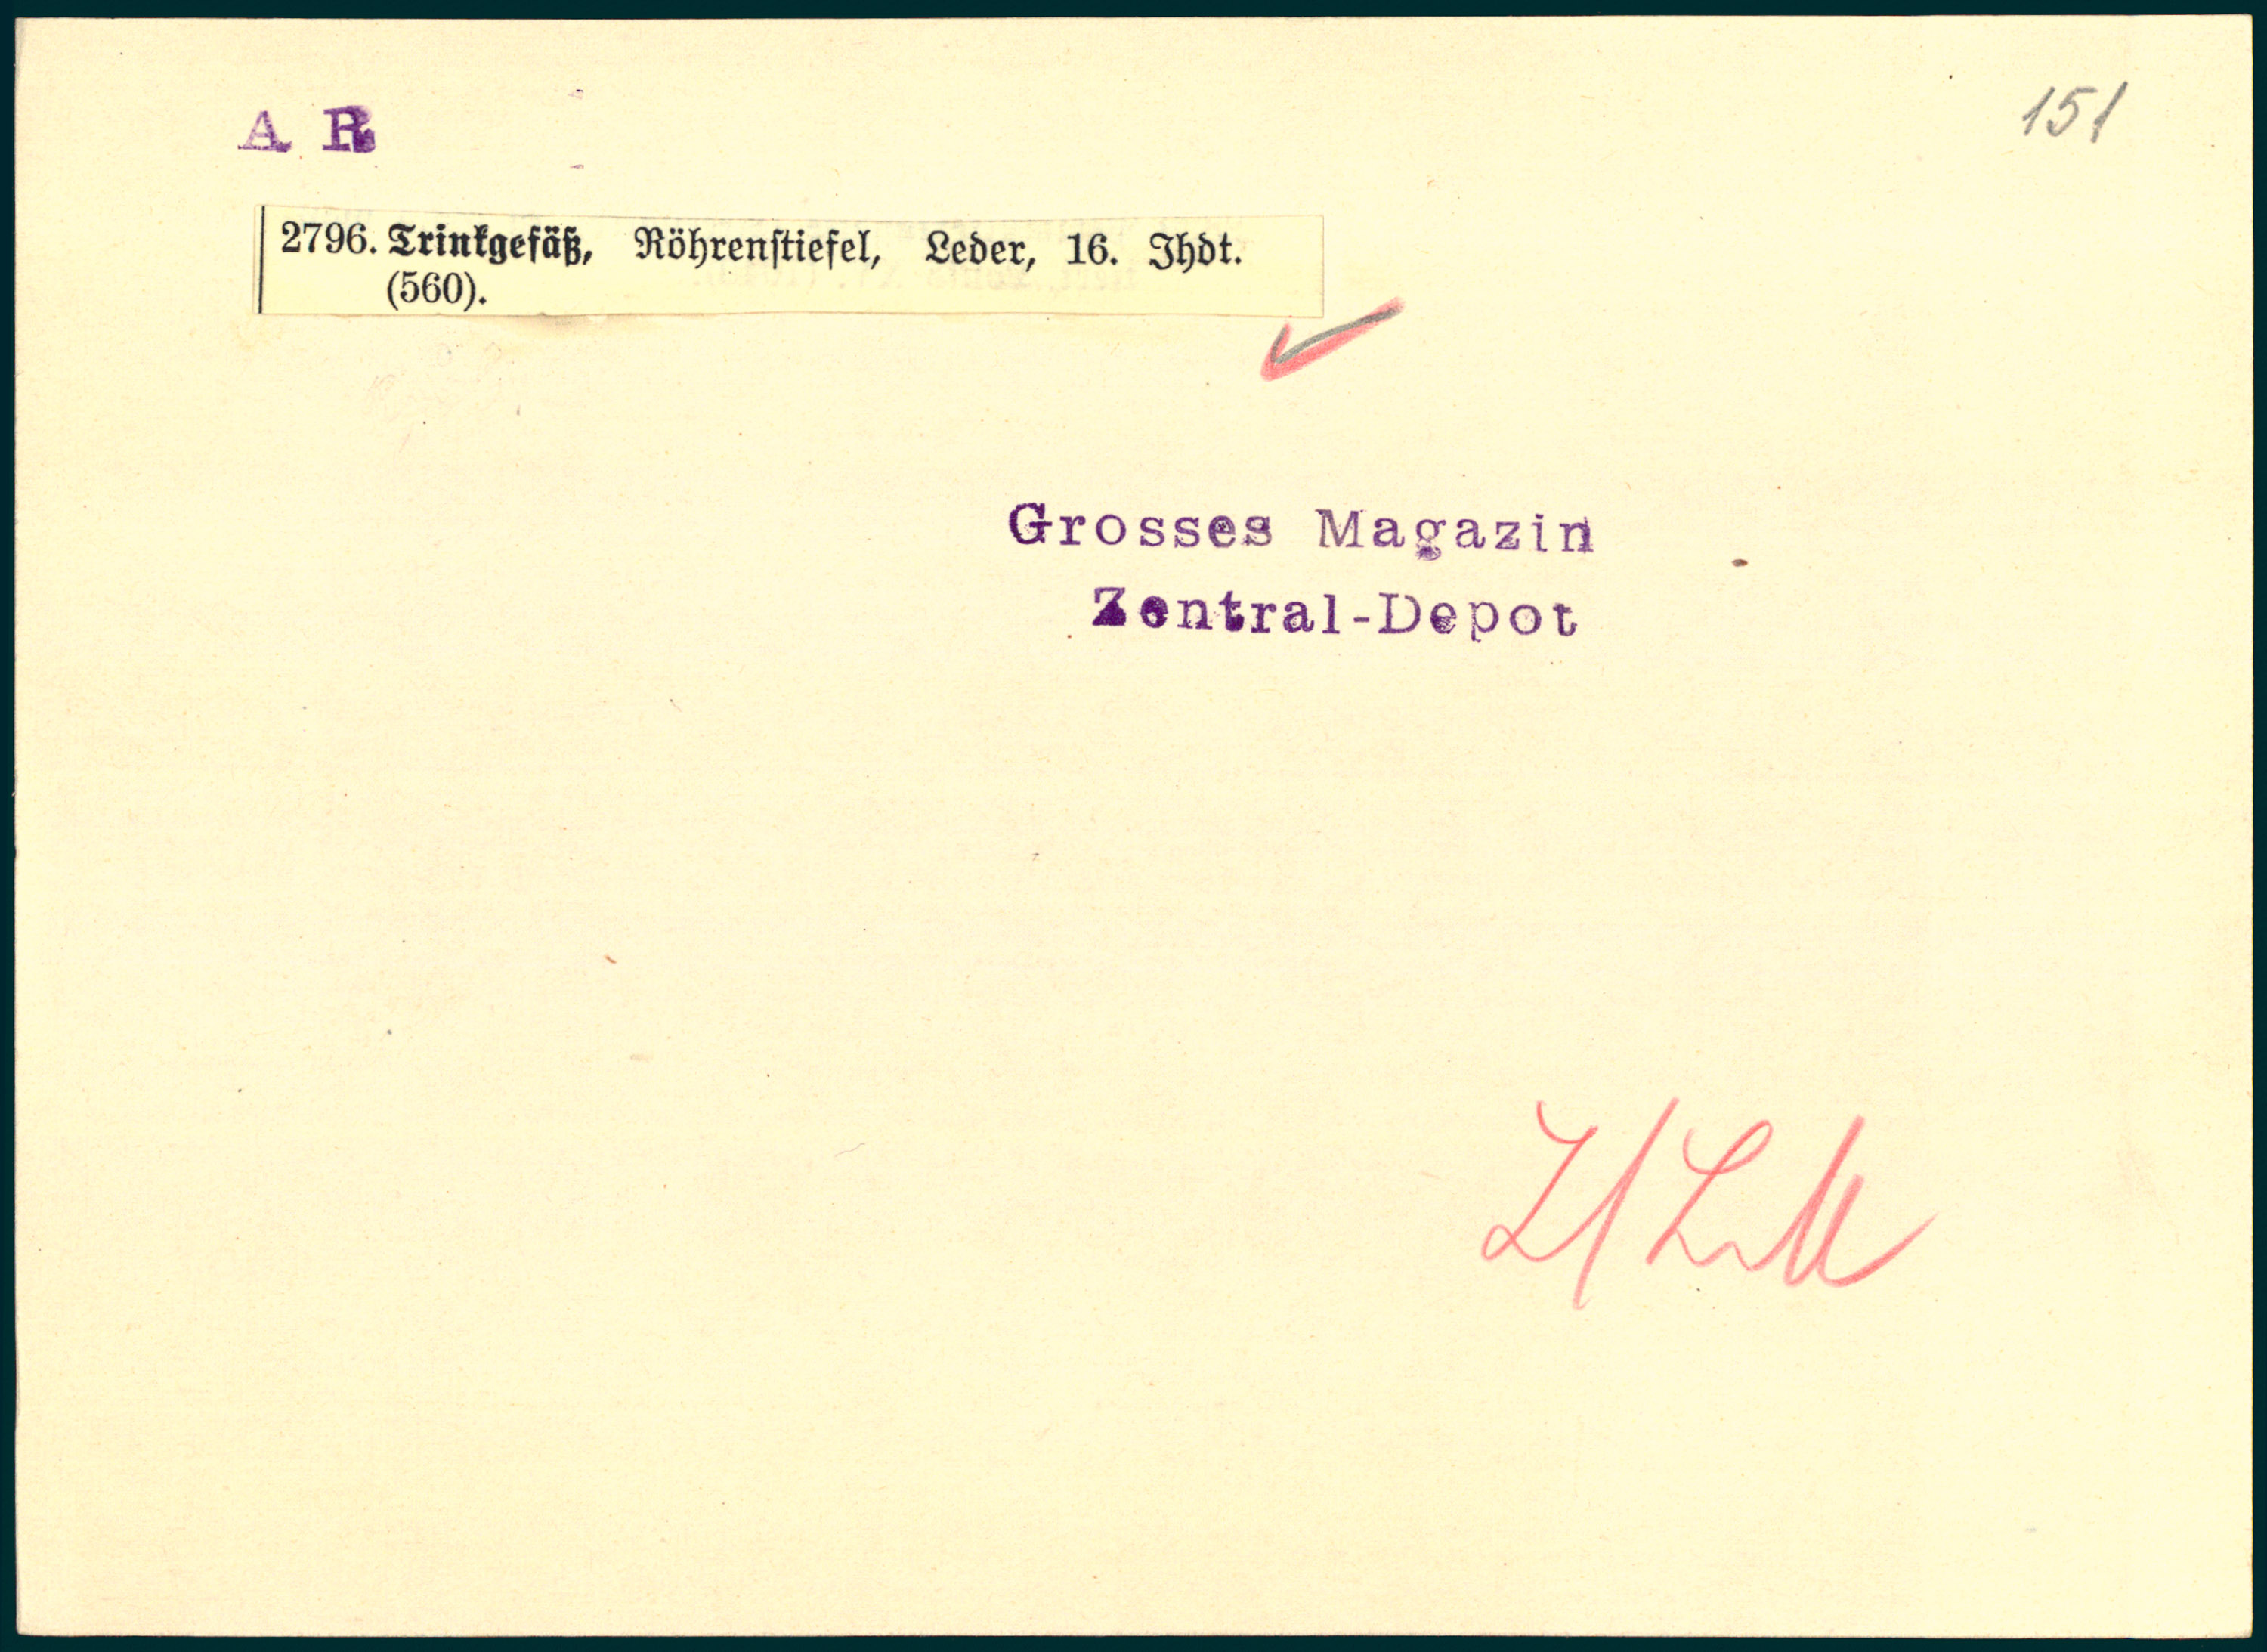 A R
151
2796. Trinkgefäß, Röhrenstiefel, Leder, 16. Jhdt.
(560).
Grosses Magazin
Zentral-Depot